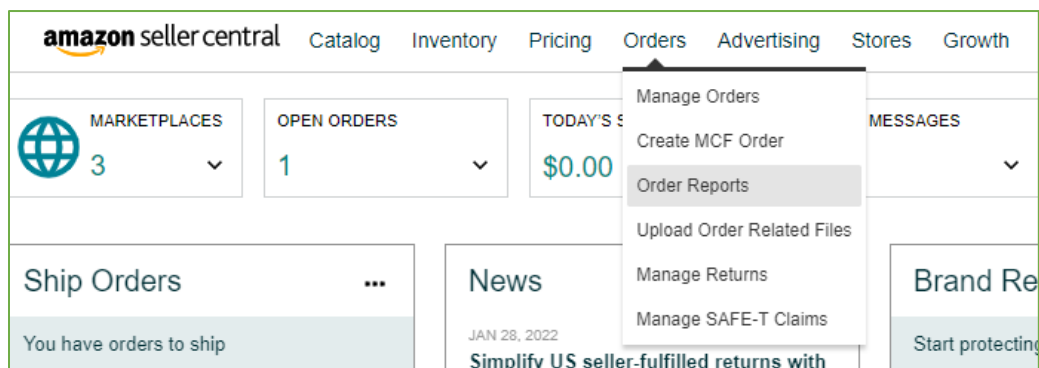 amazon seller central Catalog Inventory Pricing Orders Advertising Stores Growth
MARKETPLACES
3
OPEN ORDERS
1
TODAY'S S
$0.00
MESSAGES
Manage Orders
Create MCF Order
Order Reports
Upload Order Related Files
Manage Returns
Manage SAFE-T Claims
Ship Orders
...
You have orders to ship
News
JAN 28, 2022
Simplify US seller-fulfilled returns with
Brand Re
Start protecting